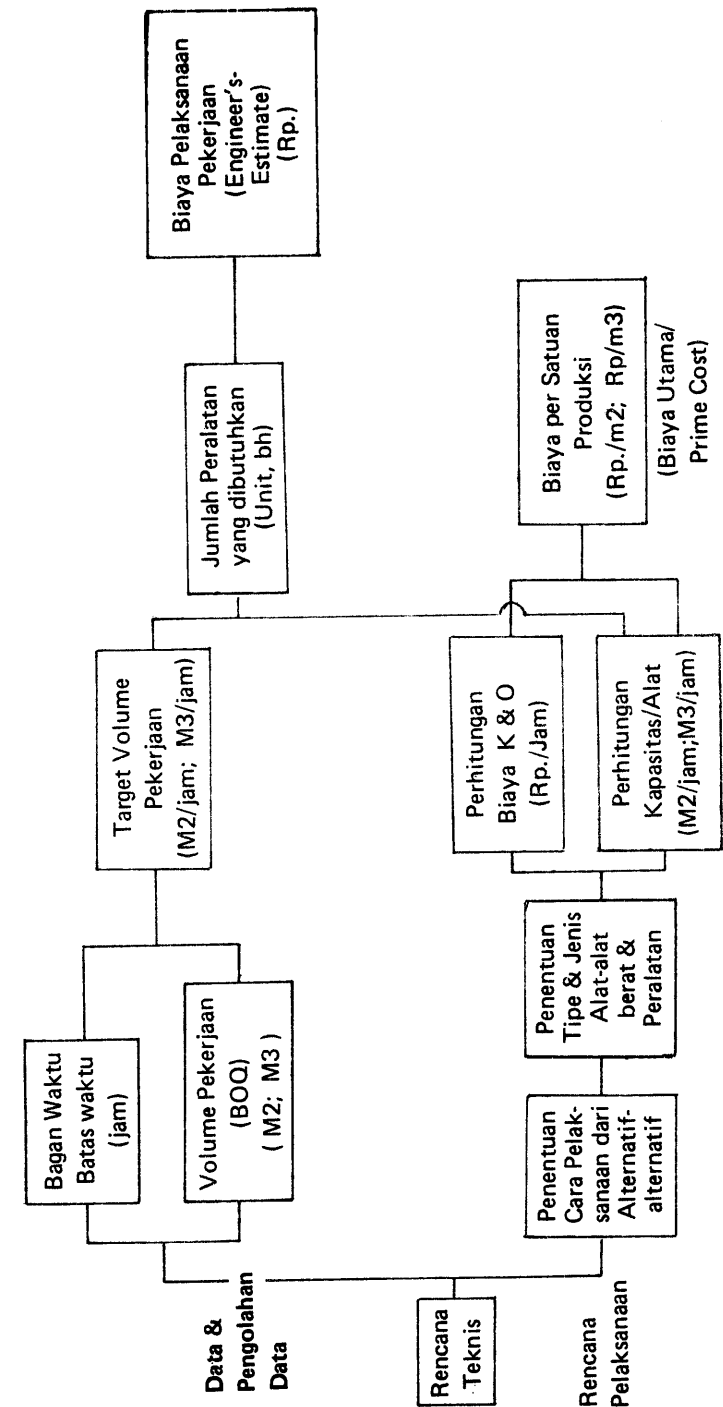 Data &
Pengolahan
Data
Rencana
Teknis
Rencana
Pelaksanaan
Bagan Waktu
Batas waktu
(jam)
Volume Pekerjaan
(BOQ)
( M2; M3 )
Penentuan
Cara Pelak-
sanaan dari
Alternatif-
alternatif
Penentuan
Tipe & Jenis
Alat-alat
berat &
Peralatan
Target Volume
Pekerjaan
(M2/jam; M3/jam)
Perhitungan
Biaya K & O
(Rp./Jam)
Perhitungan
Kapasitas/Alat
(M2/jam;M3/jam)
Jumlah Peralatan
yang dibutuhkan
(Unit, bh)
Biaya per Satuan
Produksi
(Rp./m2; Rp/m3)
(Biaya Utama/
Prime Cost)
Biaya Pelaksanaan
Pekerjaan
(Engineer's-
Estimate)
(Rp.)